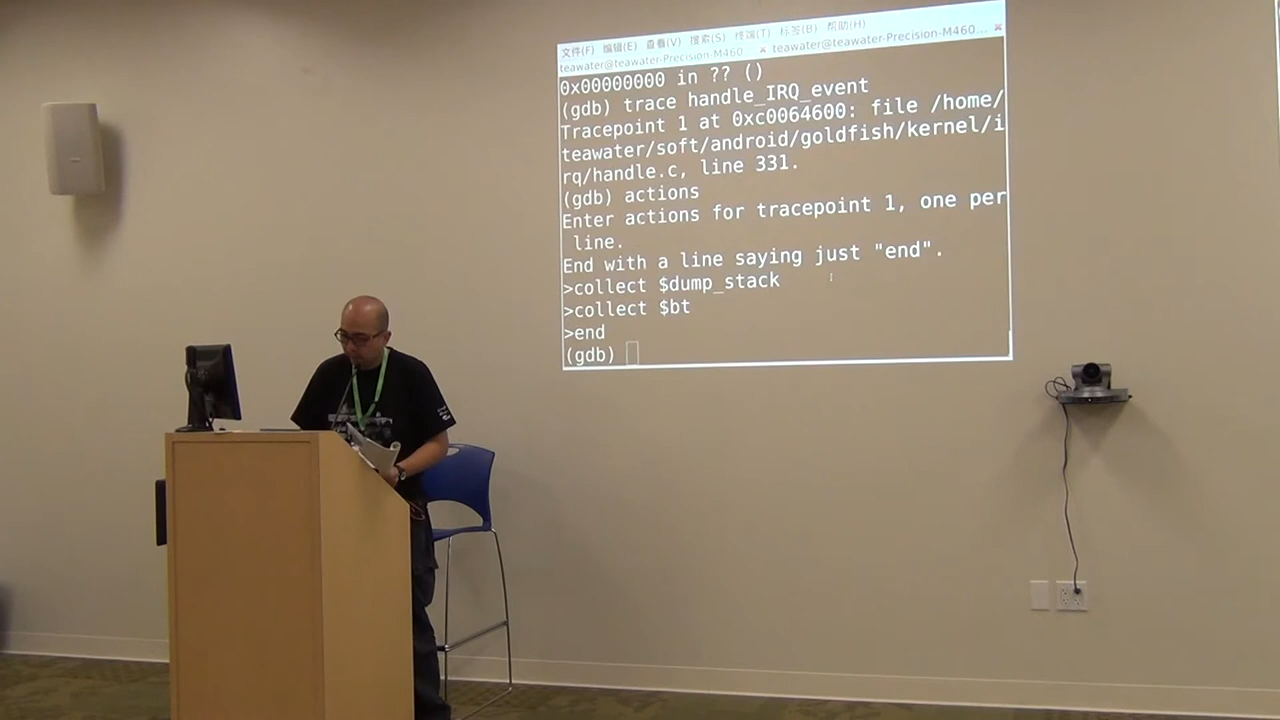 文件(F) 编辑(E) 查看(V) 搜索(S) 终端(T) 标签(B) 帮助(H)
teawater@teawater-Precision-M460 teawater@teawater-Precision-M460...
0x00000000 in ?? ()
(gdb) trace handle_IRQ_event
Tracepoint 1 at 0xc0064600: file /home/
teawater/soft/android/goldfish/kernel/i
rq/handle.c, line 331.
(gdb) actions
Enter actions for tracepoint 1, one per
line.
End with a line saying just "end".
>collect $dump_stack
>collect $bt
>end
(gdb)